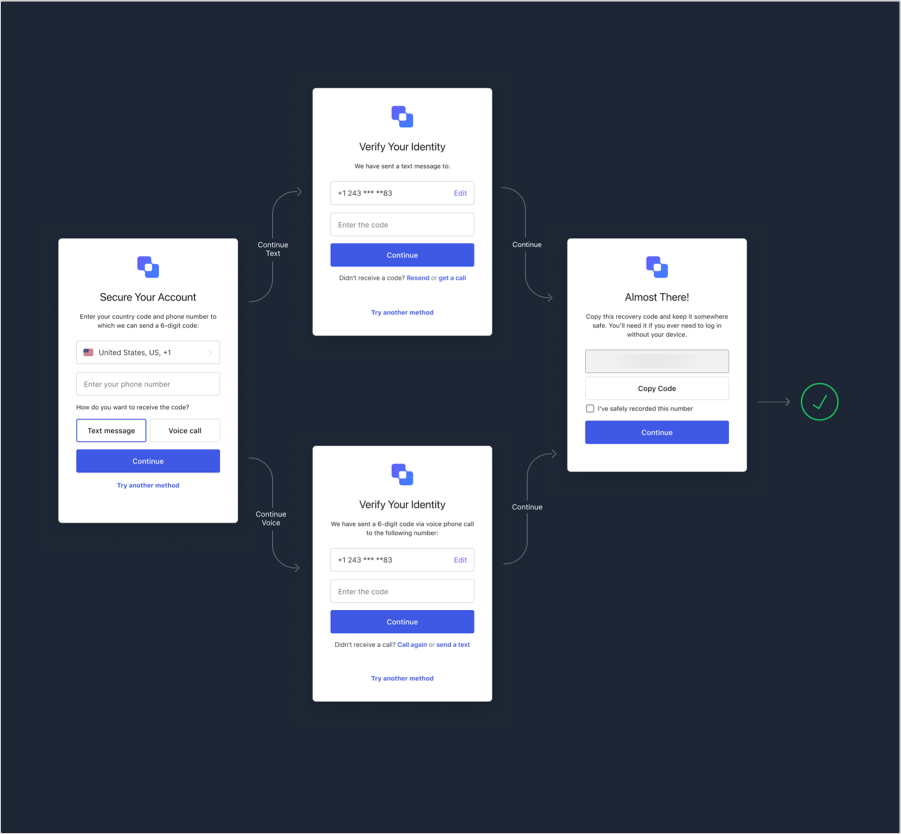 Secure Your Account
Enter your country code and phone number to
which we can send a 6-digit code:
United States, US, +1
Enter your phone number
How do you want to receive the code?
Text message
Voice call
Continue
Try another method
Continue
Text
Verify Your Identity
We have sent a text message to:
+1 243 *** **83
Edit
Enter the code
Continue
Didn't receive a code? Resend or get a call
Try another method
Continue
Continue
Voice
Verify Your Identity
We have sent a 6-digit code via voice phone call
to the following number:
+1 243 *** **83
Edit
Enter the code
Continue
Didn't receive a call? Call again or send a text
Try another method
Continue
Almost There!
Copy this recovery code and keep it somewhere
safe. You'll need it if you ever need to log in
without your device.
Copy Code
I've safely recorded this number
Continue